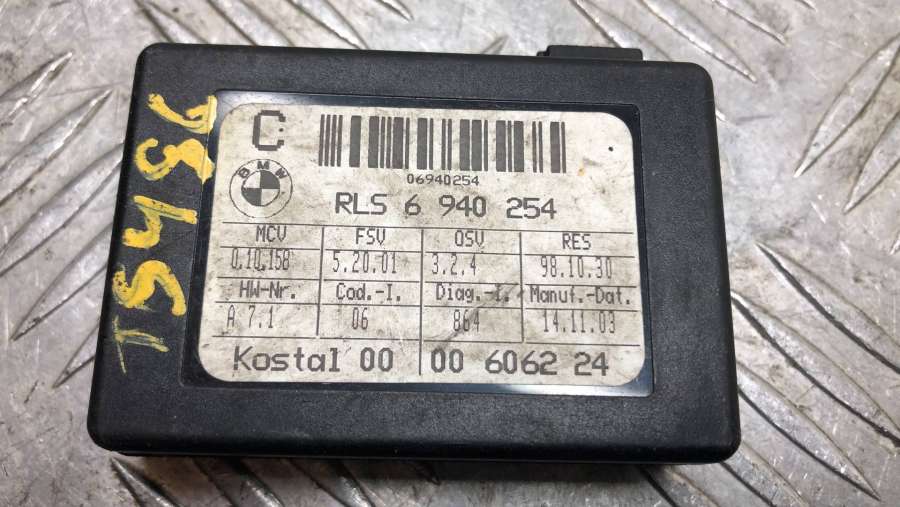 C
06940254
BMW
RLS 6 940 254
MCV FSV OSV RES
0.10.158 5.20.01 3.2.4 98.10.30
HW-Nr. Cod.-I. Diag.-I. Manuf.-Dat.
A 7.1 06 864 14.11.03
Kostal 00 00 6062 24